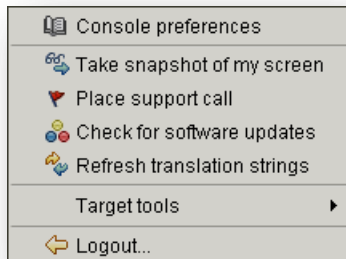 Console preferences
Take snapshot of my screen
Place support call
Check for software updates
Refresh translation strings
Target tools
Logout...